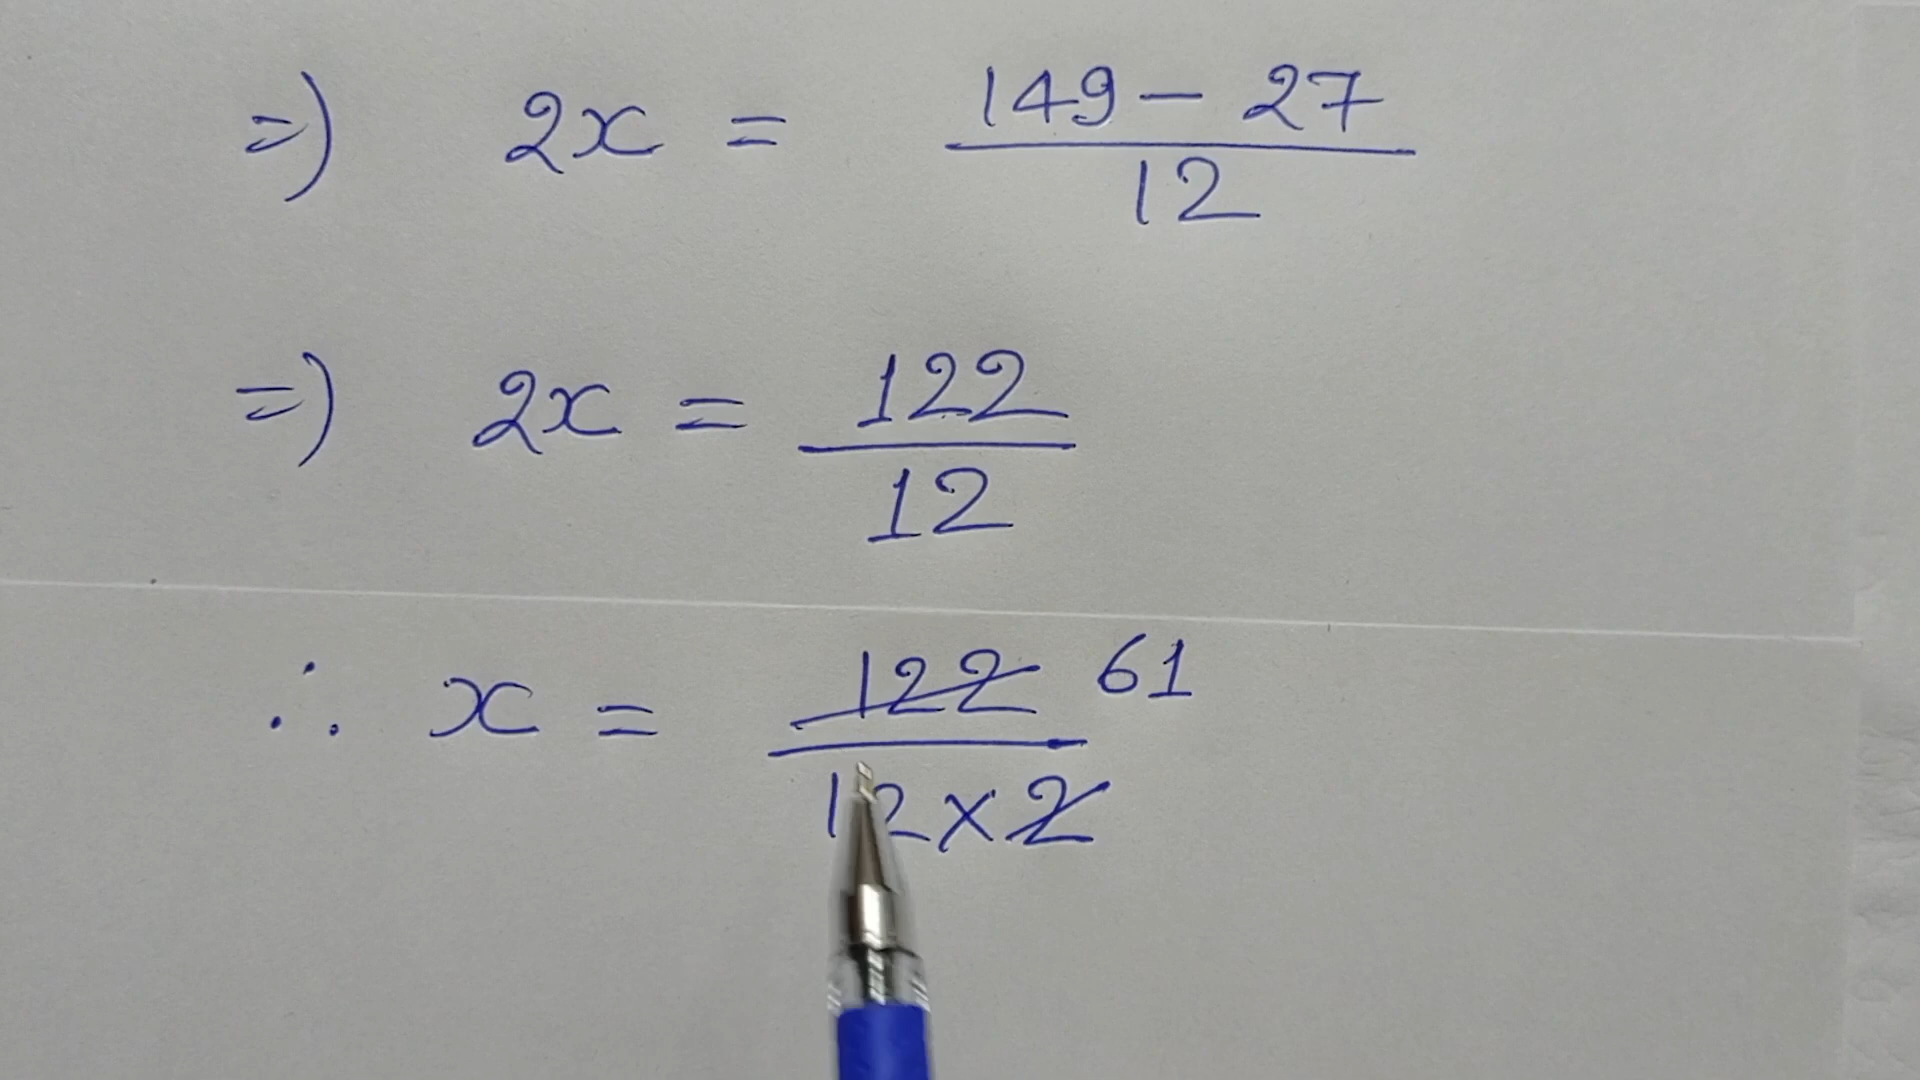 =) 2x = 149 - 27
12
=) 2x = 122
12
∴ x = 122 61
12 × 2